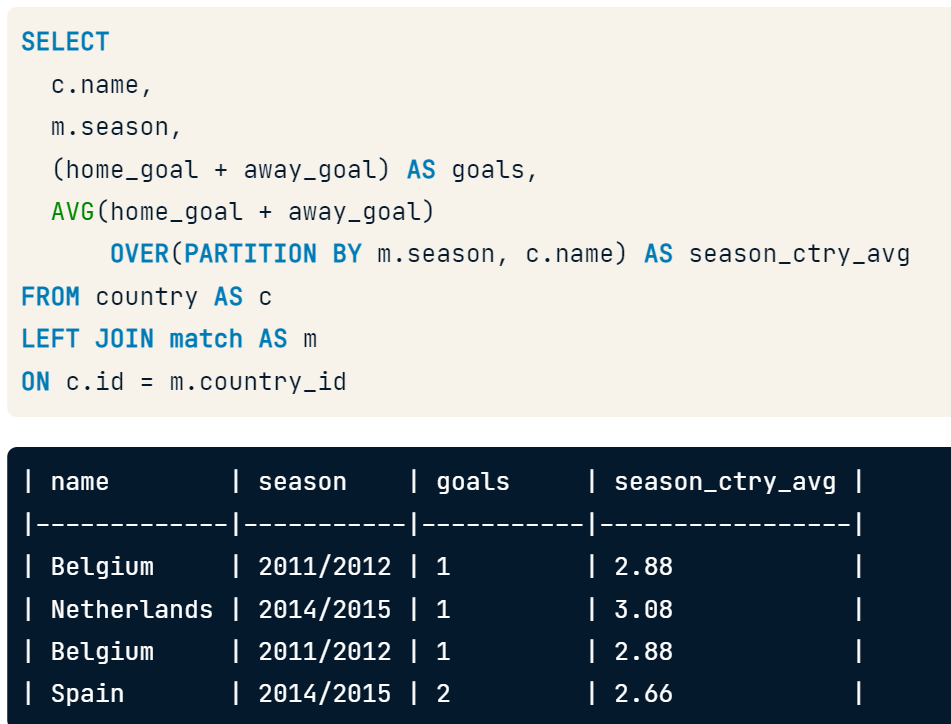 SELECT
  c.name,
  m.season,
  (home_goal + away_goal) AS goals,
  AVG(home_goal + away_goal)
      OVER(PARTITION BY m.season, c.name) AS season_ctry_avg
FROM country AS c
LEFT JOIN match AS m
ON c.id = m.country_id
| name        | season    | goals     | season_ctry_avg |
|-------------|-----------|-----------|-----------------|
| Belgium     | 2011/2012 | 1         | 2.88            |
| Netherlands | 2014/2015 | 1         | 3.08            |
| Belgium     | 2011/2012 | 1         | 2.88            |
| Spain       | 2014/2015 | 2         | 2.66            |